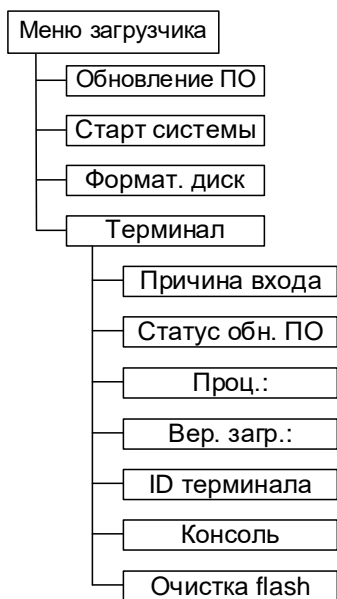 Меню загрузчика
Обновление ПО
Старт системы
Формат. диск
Терминал
Причина входа
Статус обн. ПО
Проц.:
Вер. загр.:
ID терминала
Консоль
Очистка flash